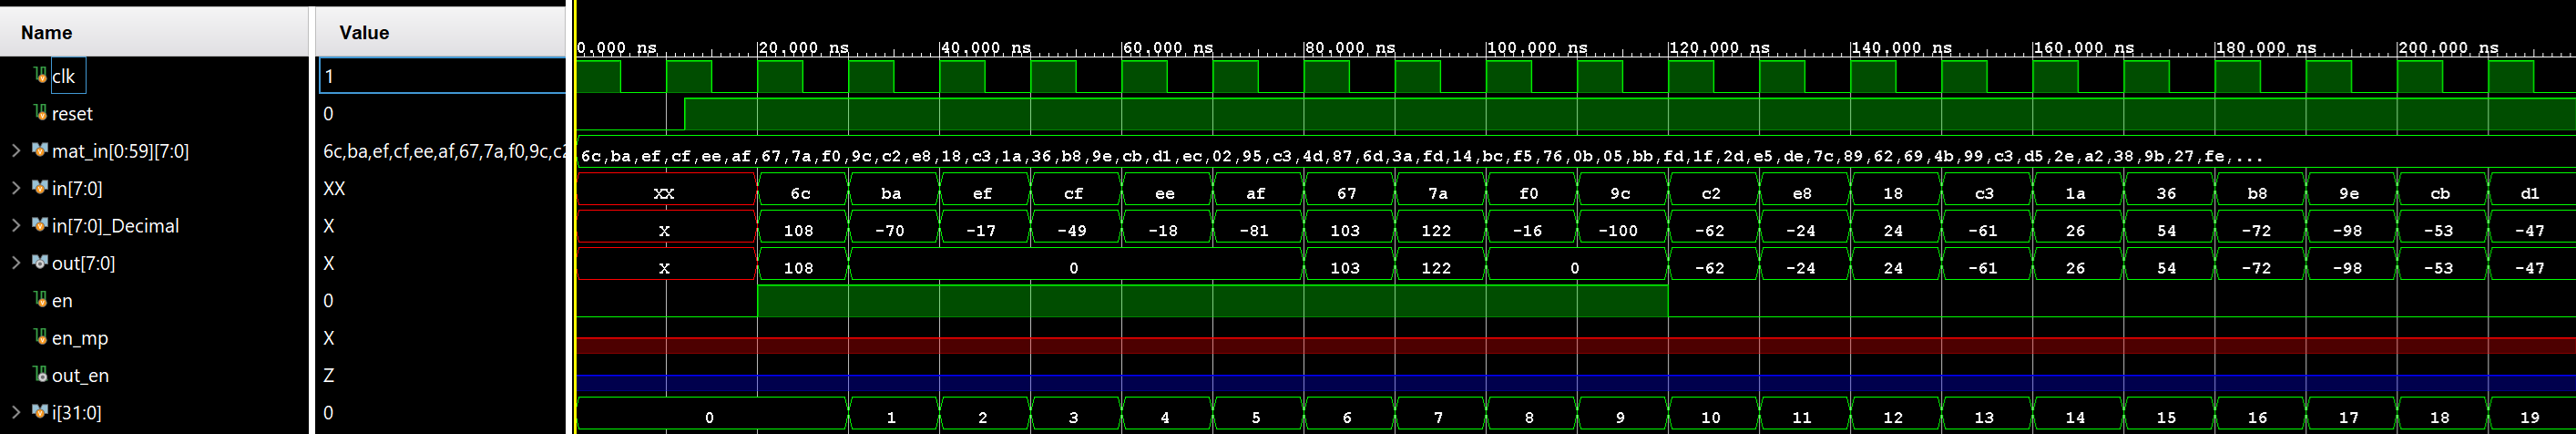 Name Value 0.000 ns 20.000 ns 40.000 ns 60.000 ns 80.000 ns 100.000 ns 120.000 ns 140.000 ns 160.000 ns 180.000 ns 200.000 ns
clk 1
reset 0
mat_in[0:59][7:0] 6c,ba,ef,cf,ee,af,67,7a,f0,9c,c2 6c,ba,ef,cf,ee,af,67,7a,f0,9c,c2,e8,18,c3,1a,36,b8,9e,cb,d1,ec,02,95,c3,4d,87,6d,3a,fd,14,bc,f5,76,0b,05,bb,fd,1f,2d,e5,de,7c,89,62,69,4b,99,c3,d5,2e,a2,38,9b,27,fe,...
in[7:0] XX XX 6c ba ef cf ee af 67 7a f0 9c c2 e8 18 c3 1a 36 b8 9e cb d1
in[7:0]_Decimal X X 108 -70 -17 -49 -18 -81 103 122 -16 -100 -62 -24 24 -61 26 54 -72 -98 -53 -47
out[7:0] X X 108 0 103 122 0 -62 -24 24 -61 26 54 -72 -98 -53 -47
en 0
en_mp X
out_en Z
i[31:0] 0 0 1 2 3 4 5 6 7 8 9 10 11 12 13 14 15 16 17 18 19